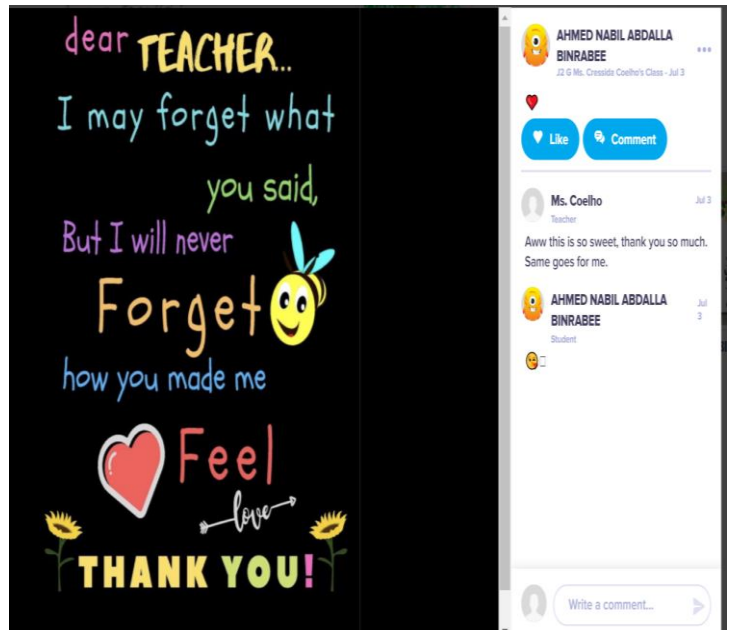 dear TEACHER...
I may forget what
you said,
But I will never
Forget
how you made me
Feel
love
THANK YOU!
AHMED NABIL ABDALLA
BINRABEE
J2 G Ms. Cressida Coelho's Class - Jul 3
Like
Comment
Ms. Coelho
Jul 3
Teacher
Aww this is so sweet, thank you so much.
Same goes for me.
AHMED NABIL ABDALLA
BINRABEE
Jul
3
Student
Write a comment...